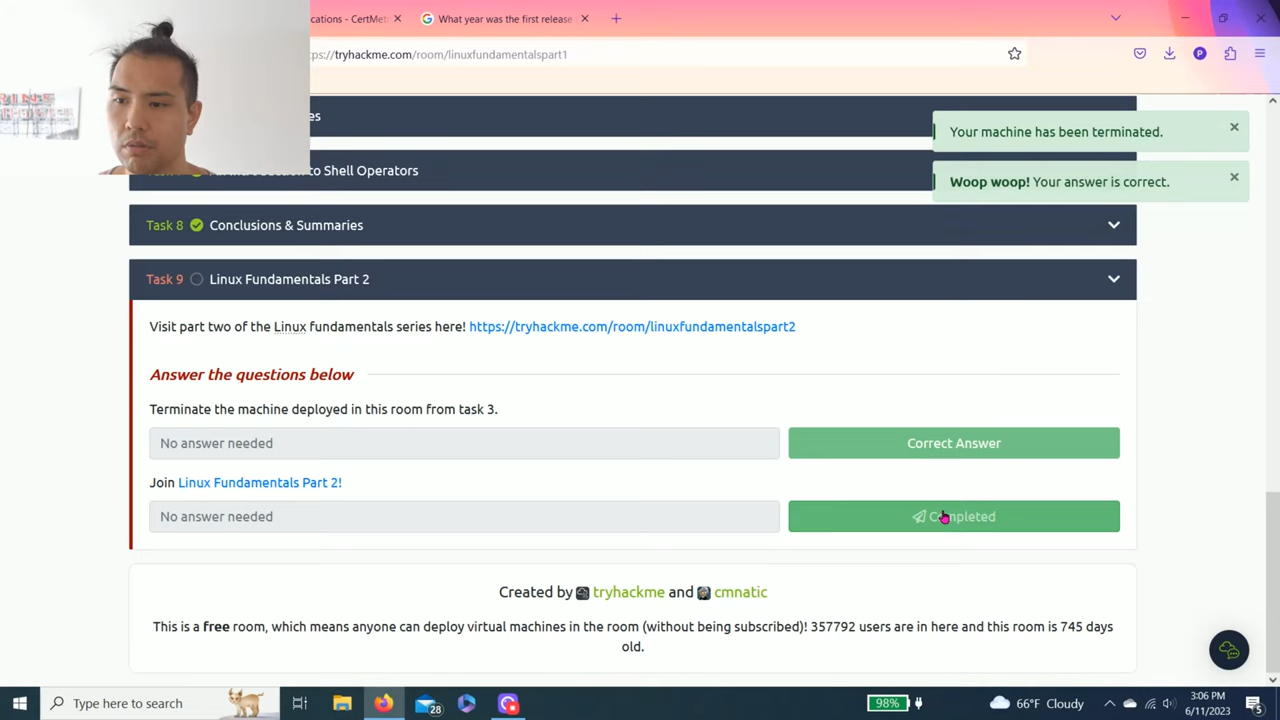 cations - CertMet
What year was the first release
ps://tryhackme.com/room/linuxfundamentalspart1
es
Your machine has been terminated.
to Shell Operators
Woop woop! Your answer is correct.
Task 8 Conclusions & Summaries
Task 9 Linux Fundamentals Part 2
Visit part two of the Linux fundamentals series here! https://tryhackme.com/room/linuxfundamentalspart2
Answer the questions below
Terminate the machine deployed in this room from task 3.
No answer needed Correct Answer
Join Linux Fundamentals Part 2!
No answer needed Completed
Created by tryhackme and cmnatic
This is a free room, which means anyone can deploy virtual machines in the room (without being subscribed)! 357792 users are in here and this room is 745 days
old.
Type here to search 28 98% 66°F Cloudy 3:06 PM
6/11/2023 5